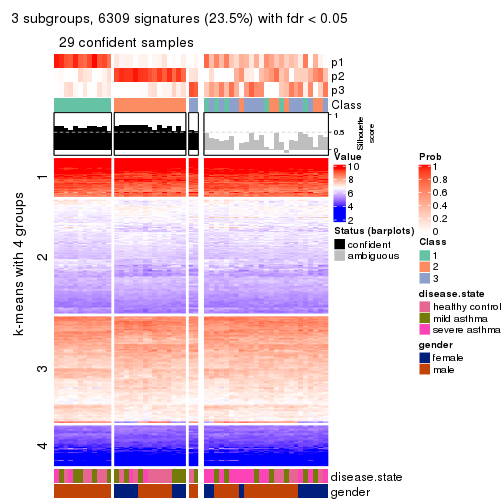 3 subgroups, 6309 signatures (23.5%) with fdr < 0.05
29 confident samples
p1
p2
p3
Class
1
0.5
0
Silhouette
score
k-means with 4 groups
1
2
3
4
disease.state
gender
Value
10
8
6
4
2
Status (barplots)
confident
ambiguous
Prob
1
0.8
0.6
0.4
0.2
0
Class
1
2
3
disease.state
healthy control
mild asthma
severe asthma
gender
female
male